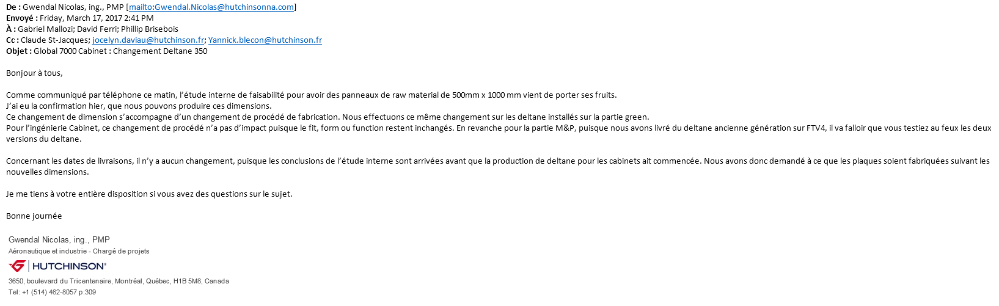 De : Gwendal Nicolas, ing., PMP [mailto:Gwendal.Nicolas@hutchinsonna.com]
Envoyé : Friday, March 17, 2017 2:41 PM
À : Gabriel Mallozi; David Ferri; Phillip Brisebois
Cc : Claude St-Jacques; jocelyn.daviau@hutchinson.fr; Yannick.blecon@hutchinson.fr
Objet : Global 7000 Cabinet : Changement Deltane 350
Bonjour à tous,
Comme communiqué par téléphone ce matin, l'étude interne de faisabilité pour avoir des panneaux de raw material de 500mm x 1000 mm vient de porter ses fruits.
J'ai eu la confirmation hier, que nous pouvons produire ces dimensions.
Ce changement de dimension s'accompagne d'un changement de procédé de fabrication. Nous effectuons ce même changement sur les deltane installés sur la partie green.
Pour l'ingénierie Cabinet, ce changement de procédé n'a pas d'impact puisque le fit, form ou function restent inchangés. En revanche pour la partie M&P, puisque nous avons livré du deltane ancienne génération sur FTV4, il va falloir que vous testiez au feux les deux
versions du deltane.
Concernant les dates de livraisons, il n'y a aucun changement, puisque les conclusions de l'étude interne sont arrivées avant que la production de deltane pour les cabinets ait commencée. Nous avons donc demandé à ce que les plaques soient fabriquées suivant les
nouvelles dimensions.
Je me tiens à votre entière disposition si vous avez des questions sur le sujet.
Bonne journée
Gwendal Nicolas, ing., PMP
Aéronautique et industrie - Chargé de projets
HUTCHINSON
3650, boulevard du Tricentenaire, Montréal, Québec, H1B 5M8, Canada
Tel: +1 (514) 462-8057 p:309